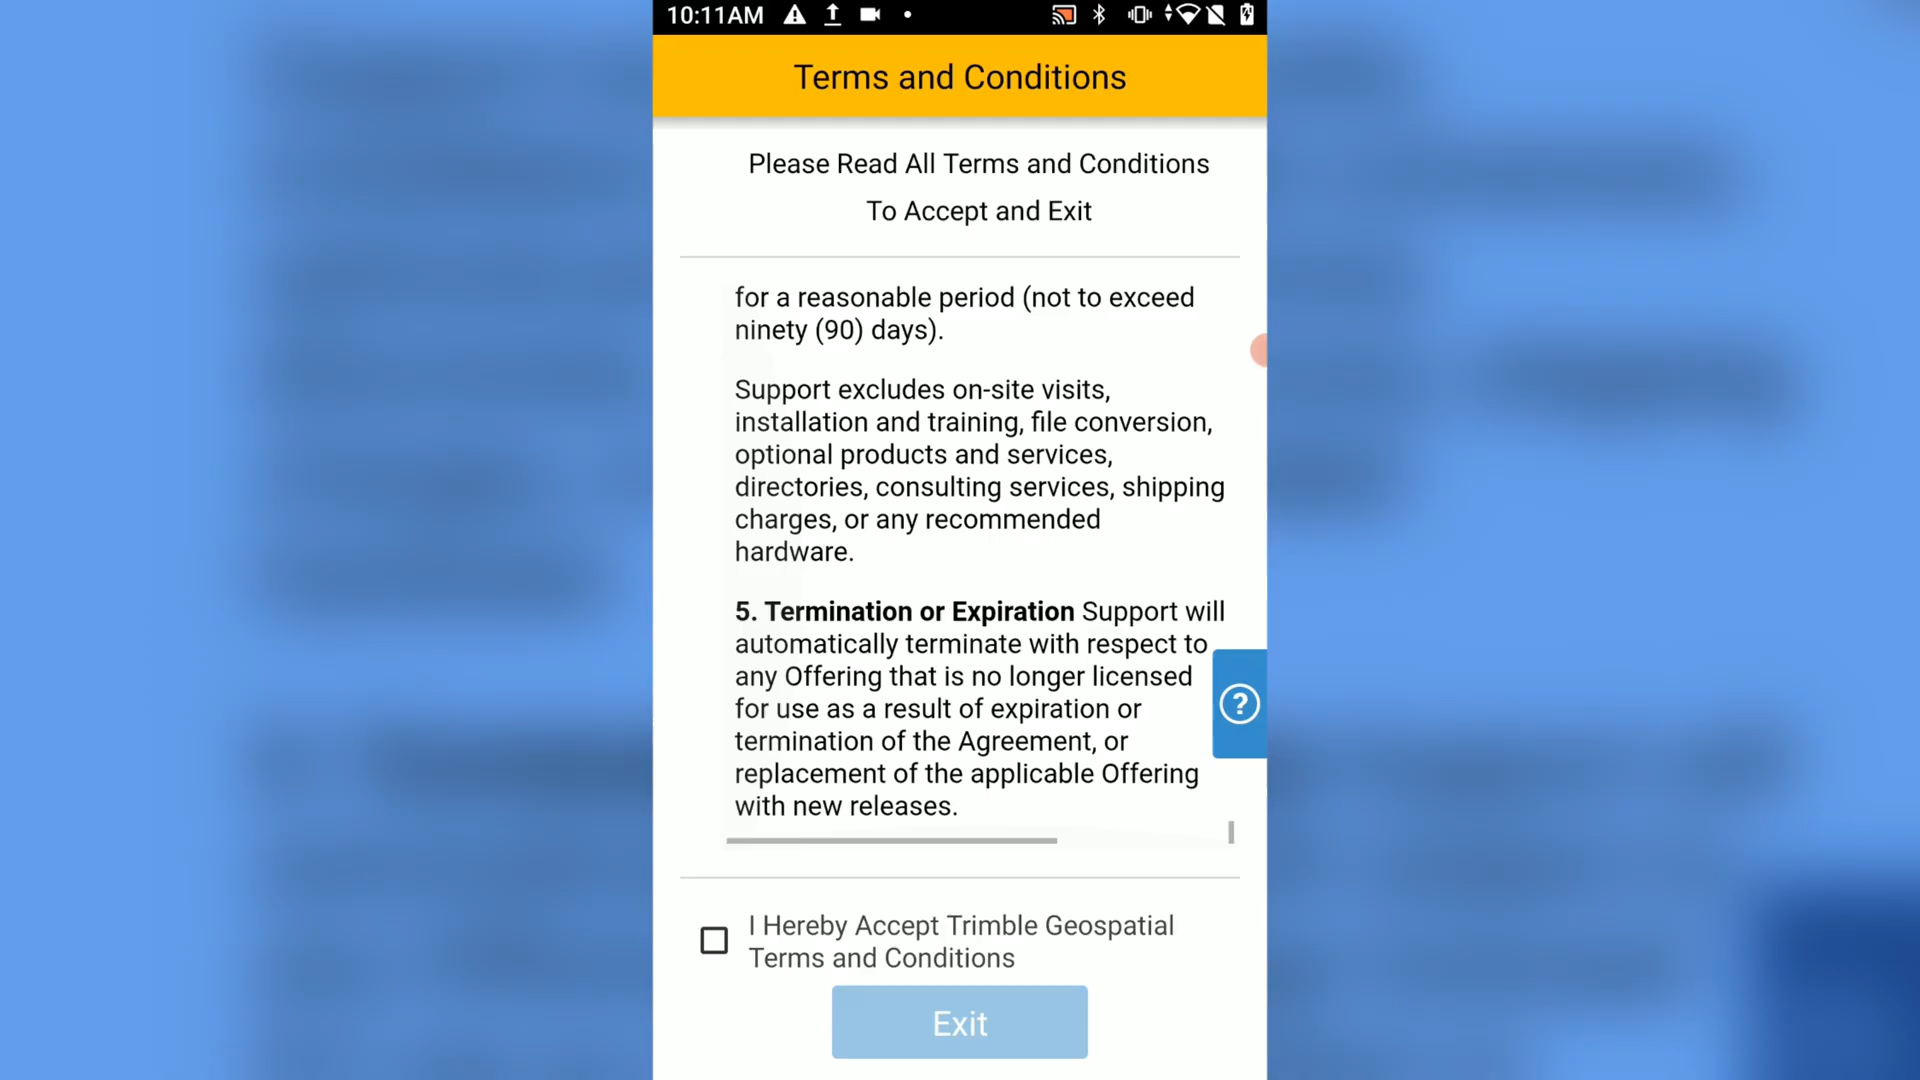 10:11AM
Terms and Conditions
Please Read All Terms and Conditions
To Accept and Exit
for a reasonable period (not to exceed
ninety (90) days).
Support excludes on-site visits,
installation and training, file conversion,
optional products and services,
directories, consulting services, shipping
charges, or any recommended
hardware.
5. Termination or Expiration Support will
automatically terminate with respect to
any Offering that is no longer licensed
for use as a result of expiration or
termination of the Agreement, or
replacement of the applicable Offering
with new releases.
?
I Hereby Accept Trimble Geospatial
Terms and Conditions
Exit